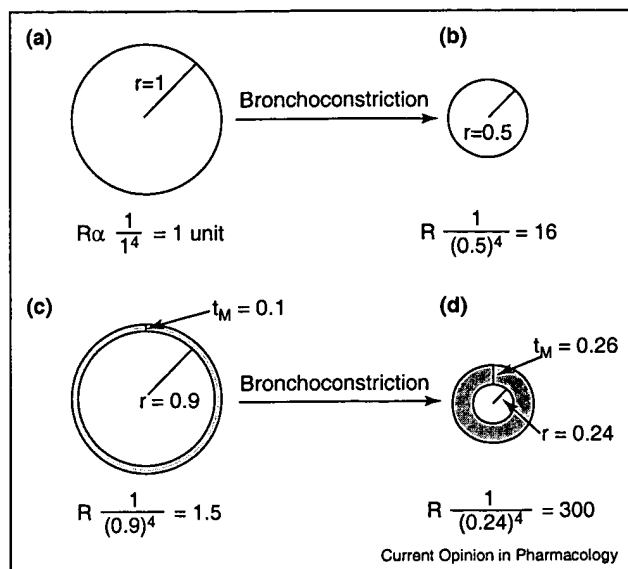 (a)
(b)
r=1
Bronchoconstriction
r=0.5
Rα 1/1⁴ = 1 unit
R 1/(0.5)⁴ = 16
(c)
(d)
t_M = 0.1
t_M = 0.26
r = 0.9
Bronchoconstriction
r = 0.24
R 1/(0.9)⁴ = 1.5
R 1/(0.24)⁴ = 300
Current Opinion in Pharmacology